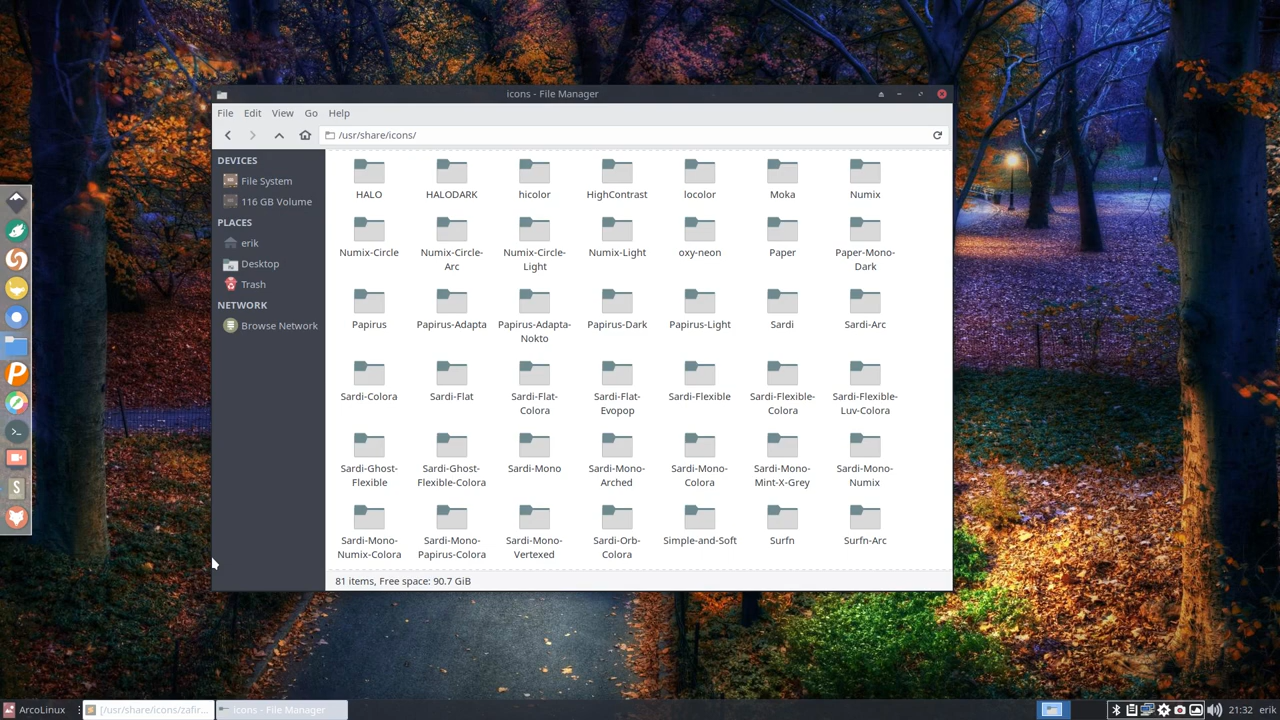 icons - File Manager
File Edit View Go Help
/usr/share/icons/
DEVICES
File System
116 GB Volume
PLACES
erik
Desktop
Trash
NETWORK
Browse Network
HALO HALODARK hicolor HighContrast locolor Moka Numix
Numix-Circle Numix-Circle- Numix-Circle- Numix-Light oxy-neon Paper Paper-Mono-
Arc Light Dark
Papirus Papirus-Adapta Papirus-Adapta- Papirus-Dark Papirus-Light Sardi Sardi-Arc
Nokto
Sardi-Colora Sardi-Flat Sardi-Flat- Sardi-Flat- Sardi-Flexible Sardi-Flexible- Sardi-Flexible-
Colora Evopop Colora Luv-Colora
Sardi-Ghost- Sardi-Ghost- Sardi-Mono Sardi-Mono- Sardi-Mono- Sardi-Mono- Sardi-Mono-
Flexible Flexible-Colora Arched Colora Mint-X-Grey Numix
Sardi-Mono- Sardi-Mono- Sardi-Mono- Sardi-Orb- Simple-and-Soft Surfn Surfn-Arc
Numix-Colora Papirus-Colora Vertexed Colora
81 items, Free space: 90.7 GiB
ArcoLinux [/usr/share/icons/zafir... icons - File Manager 21:32 erik